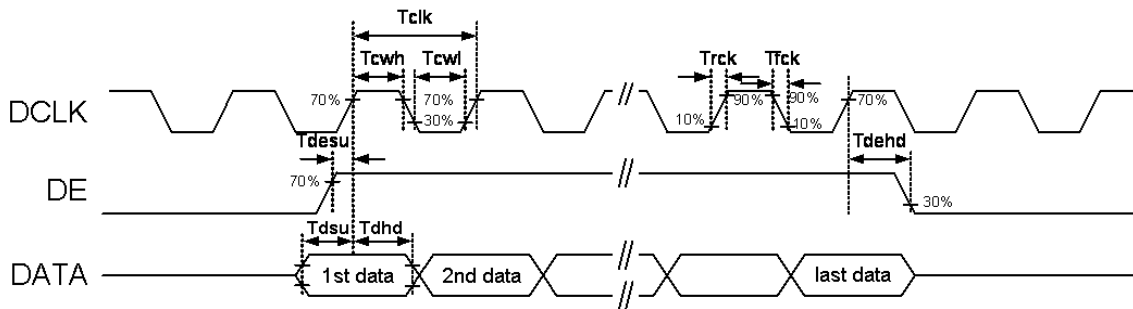 Tclk
Tcwh Tcwl Trck Tfck
DCLK 70% 70% 30% 10% 90% 90% 10% 70%
Tdesu Tdehd
DE 70% 30%
Tdsu Tdhd
DATA 1st data 2nd data last data